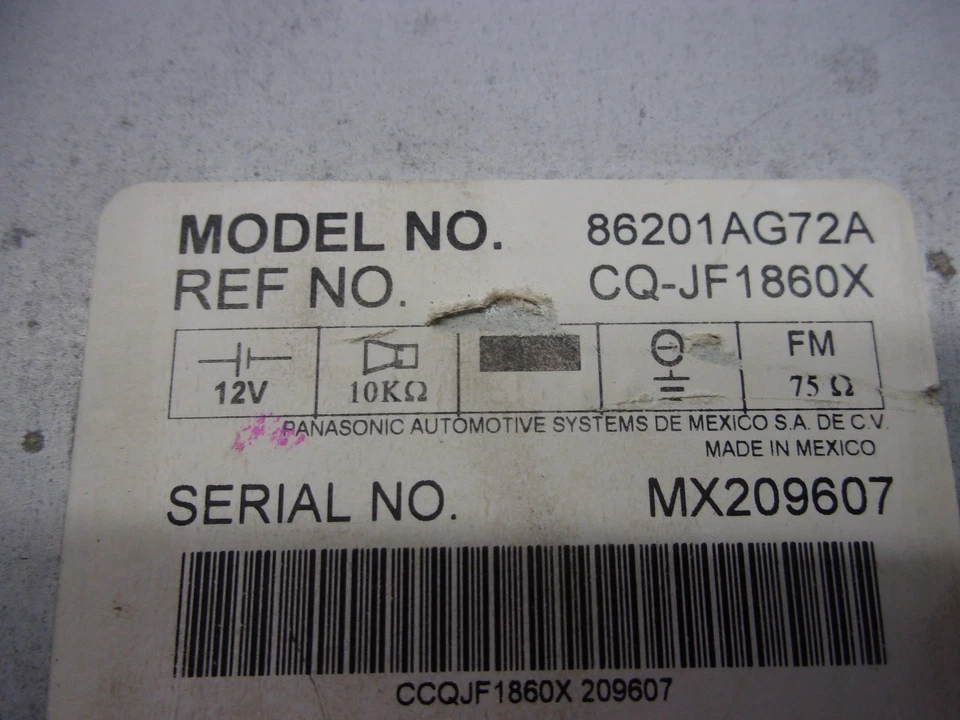 MODEL NO. 86201AG72A
REF NO. CQ-JF1860X
12V 10KΩ FM 75 Ω
PANASONIC AUTOMOTIVE SYSTEMS DE MEXICO S.A. DE C.V.
MADE IN MEXICO
SERIAL NO. MX209607
CCQJF1860X 209607